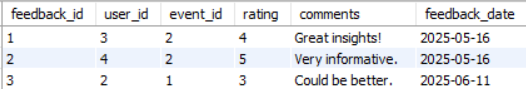 feedback_id user_id event_id rating comments feedback_date
1 3 2 4 Great insights! 2025-05-16
2 4 2 5 Very informative. 2025-05-16
3 2 1 3 Could be better. 2025-06-11